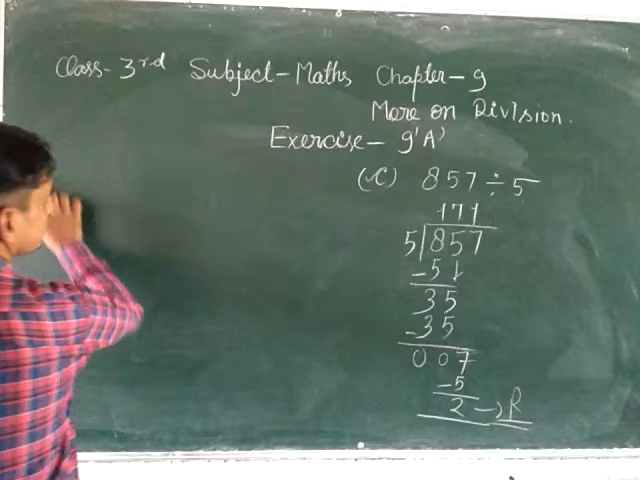 Class- 3rd Subject-Maths Chapter-9
More on Division.
Exercise- 9'A'
(C) 857÷5
171
5|857
-5↓
35
-35
007
-5
2→R